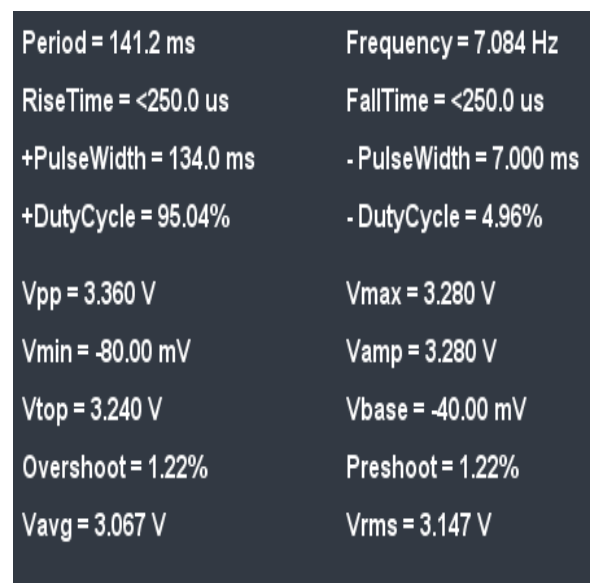 Period = 141.2 ms Frequency = 7.084 Hz
RiseTime = <250.0 us FallTime = <250.0 us
+PulseWidth = 134.0 ms - PulseWidth = 7.000 ms
+DutyCycle = 95.04% - DutyCycle = 4.96%
Vpp = 3.360 V Vmax = 3.280 V
Vmin = -80.00 mV Vamp = 3.280 V
Vtop = 3.240 V Vbase = -40.00 mV
Overshoot = 1.22% Preshoot = 1.22%
Vavg = 3.067 V Vrms = 3.147 V